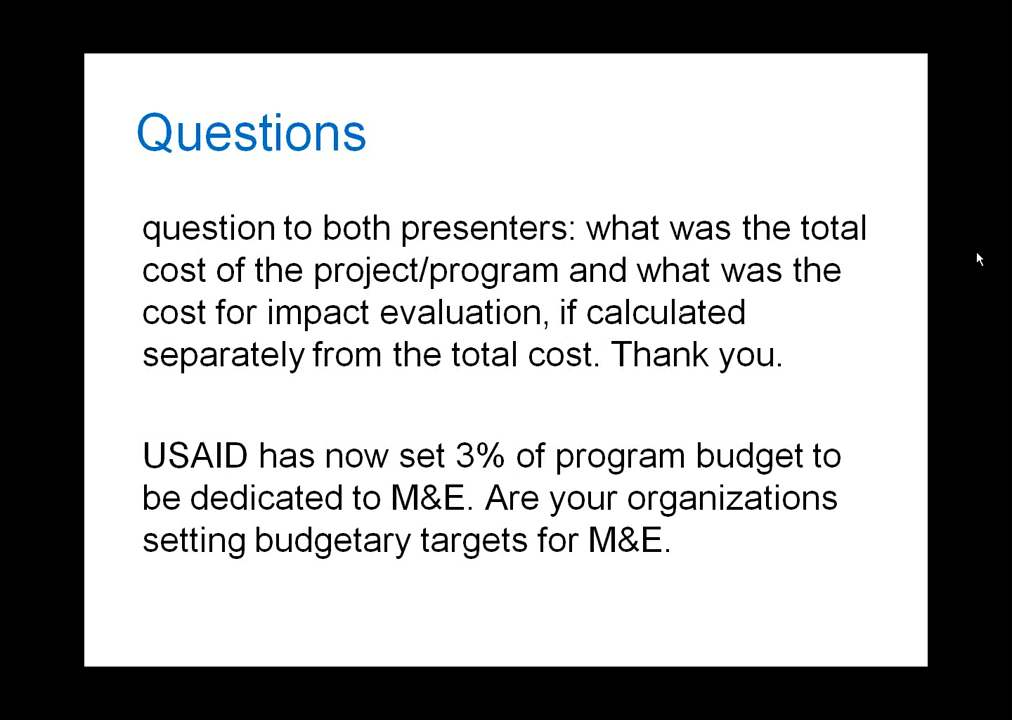 Questions
question to both presenters: what was the total
cost of the project/program and what was the
cost for impact evaluation, if calculated
separately from the total cost. Thank you.
USAID has now set 3% of program budget to
be dedicated to M&E. Are your organizations
setting budgetary targets for M&E.